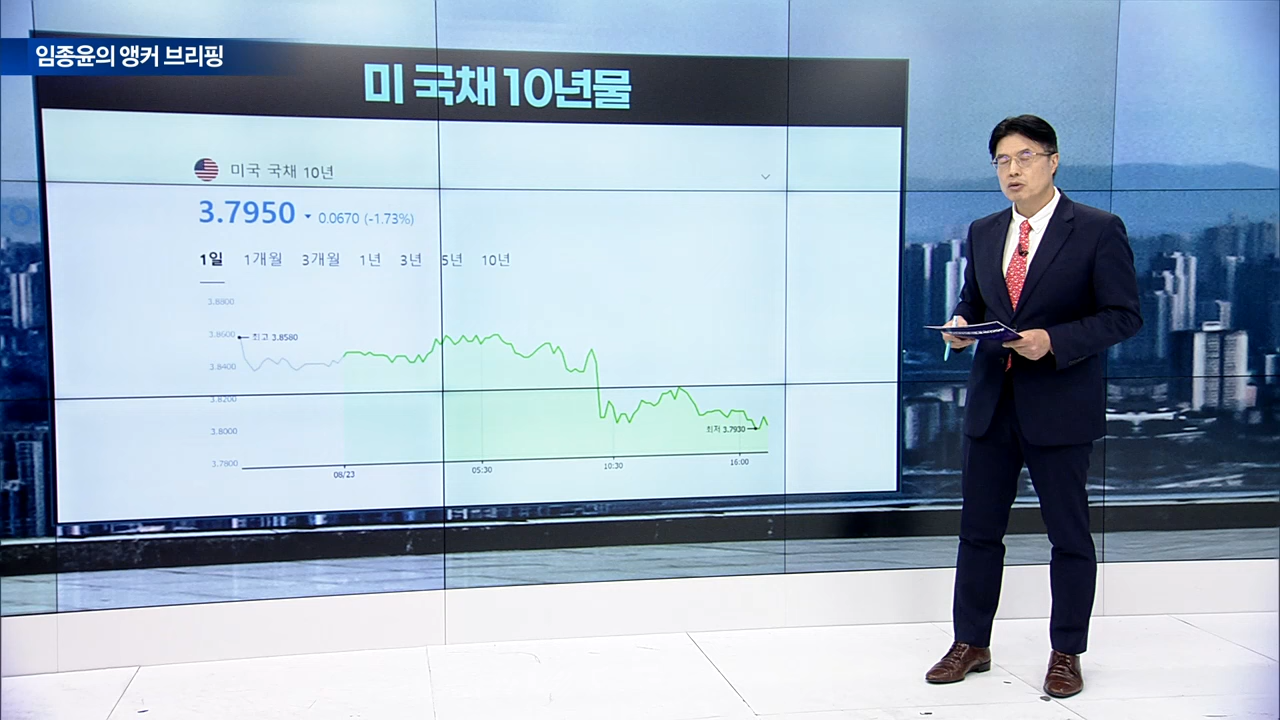 임종윤의 앵커 브리핑
미 국채 10년물
미국 국채 10년
3.7950 ▼ 0.0670 (-1.73%)
1일 1개월 3개월 1년 3년 5년 10년
3.8800
3.8600
최고 3.8580
3.8400
3.8200
3.8000
최저 3.7930
3.7800
08/23 05:30 10:30 16:00